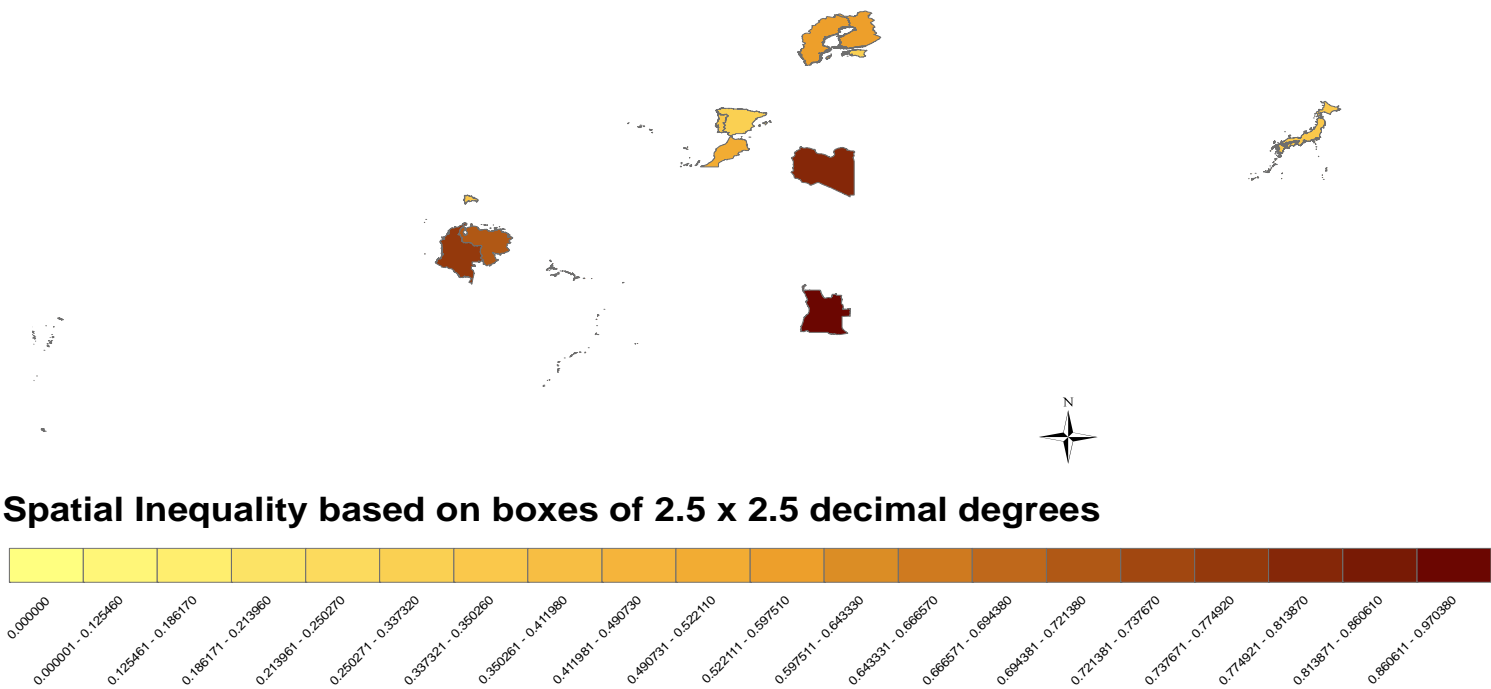 N
Spatial Inequality based on boxes of 2.5 x 2.5 decimal degrees
0.000000
0.000001 - 0.125460
0.125461 - 0.186170
0.186171 - 0.213960
0.213961 - 0.250270
0.250271 - 0.337320
0.337321 - 0.350260
0.350261 - 0.411980
0.411981 - 0.490730
0.490731 - 0.522110
0.522111 - 0.597510
0.597511 - 0.643330
0.643331 - 0.666570
0.666571 - 0.694380
0.694381 - 0.721380
0.721381 - 0.737670
0.737671 - 0.774920
0.774921 - 0.813870
0.813871 - 0.860610
0.860611 - 0.970380